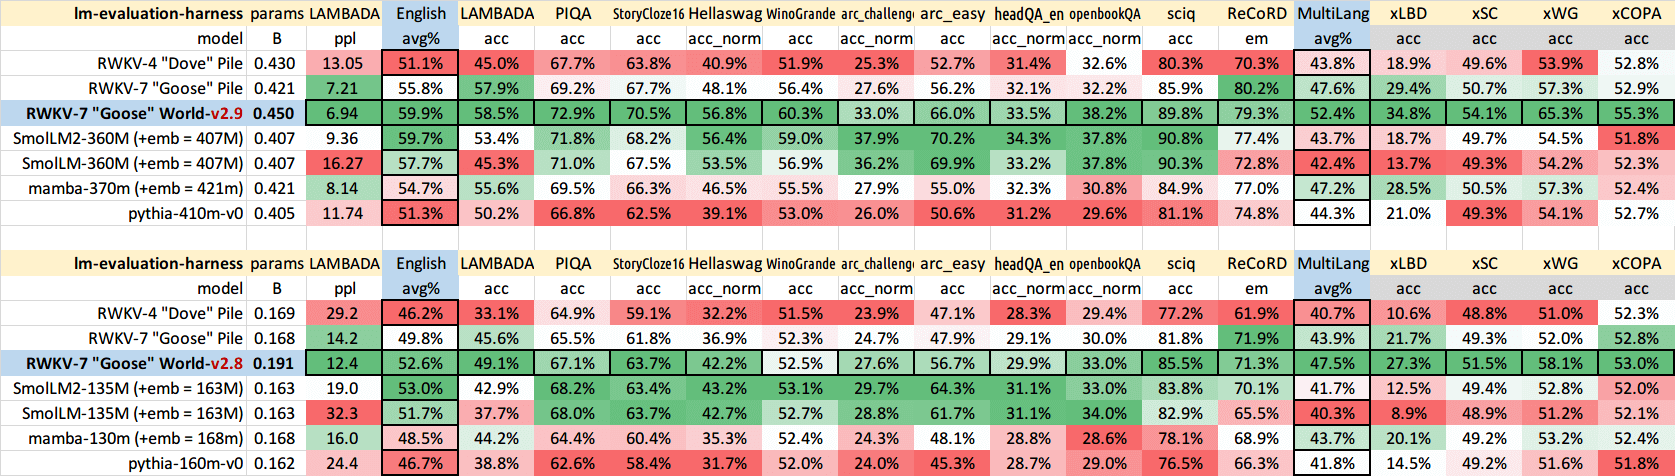 lm-evaluation-harness params LAMBADA English LAMBADA PIQA StoryCloze16 Hellaswag WinoGrande arc_challenge arc_easy headQA_en openbookQA sciq ReCoRD MultiLang xLBD xSC xWG xCOPA
model B ppl avg% acc acc acc acc_norm acc acc_norm acc acc_norm acc_norm acc em avg% acc acc acc acc
RWKV-4 "Dove" Pile 0.430 13.05 51.1% 45.0% 67.7% 63.8% 40.9% 51.9% 25.3% 52.7% 31.4% 32.6% 80.3% 70.3% 43.8% 18.9% 49.6% 53.9% 52.8%
RWKV-7 "Goose" Pile 0.421 7.21 55.8% 57.9% 69.2% 67.7% 48.1% 56.4% 27.6% 56.2% 32.1% 32.2% 85.9% 80.2% 47.6% 29.4% 50.7% 57.3% 52.9%
RWKV-7 "Goose" World-v2.9 0.450 6.94 59.9% 58.5% 72.9% 70.5% 56.8% 60.3% 33.0% 66.0% 33.5% 38.2% 89.8% 79.3% 52.4% 34.8% 54.1% 65.3% 55.3%
SmolLM2-360M (+emb = 407M) 0.407 9.36 59.7% 53.4% 71.8% 68.2% 56.4% 59.0% 37.9% 70.2% 34.3% 37.8% 90.8% 77.4% 43.7% 18.7% 49.7% 54.5% 51.8%
SmolLM-360M (+emb = 407M) 0.407 16.27 57.7% 45.3% 71.0% 67.5% 53.5% 56.9% 36.2% 69.9% 33.2% 37.8% 90.3% 72.8% 42.4% 13.7% 49.3% 54.2% 52.3%
mamba-370m (+emb = 421m) 0.421 8.14 54.7% 55.6% 69.5% 66.3% 46.5% 55.5% 27.9% 55.0% 32.3% 30.8% 84.9% 77.0% 47.2% 28.5% 50.5% 57.3% 52.4%
pythia-410m-v0 0.405 11.74 51.3% 50.2% 66.8% 62.5% 39.1% 53.0% 26.0% 50.6% 31.2% 29.6% 81.1% 74.8% 44.3% 21.0% 49.3% 54.1% 52.7%
lm-evaluation-harness params LAMBADA English LAMBADA PIQA StoryCloze16 Hellaswag WinoGrande arc_challenge arc_easy headQA_en openbookQA sciq ReCoRD MultiLang xLBD xSC xWG xCOPA
model B ppl avg% acc acc acc acc_norm acc acc_norm acc acc_norm acc_norm acc em avg% acc acc acc acc
RWKV-4 "Dove" Pile 0.169 29.2 46.2% 33.1% 64.9% 59.1% 32.2% 51.5% 23.9% 47.1% 28.3% 29.4% 77.2% 61.9% 40.7% 10.6% 48.8% 51.0% 52.3%
RWKV-7 "Goose" Pile 0.168 14.2 49.8% 45.6% 65.5% 61.8% 36.9% 52.3% 24.7% 47.9% 29.1% 30.0% 81.8% 71.9% 43.9% 21.7% 49.3% 52.0% 52.8%
RWKV-7 "Goose" World-v2.8 0.191 12.4 52.6% 49.1% 67.1% 63.7% 42.2% 52.5% 27.6% 56.7% 29.9% 33.0% 85.5% 71.3% 47.5% 27.3% 51.5% 58.1% 53.0%
SmolLM2-135M (+emb = 163M) 0.163 19.0 53.0% 42.9% 68.2% 63.4% 43.2% 53.1% 29.7% 64.3% 31.1% 33.0% 83.8% 70.1% 41.7% 12.5% 49.4% 52.8% 52.0%
SmolLM-135M (+emb = 163M) 0.163 32.3 51.7% 37.7% 68.0% 63.7% 42.7% 52.7% 28.8% 61.7% 31.1% 34.0% 82.9% 65.5% 40.3% 8.9% 48.9% 51.2% 52.1%
mamba-130m (+emb = 168m) 0.168 16.0 48.5% 44.2% 64.4% 60.4% 35.3% 52.4% 24.3% 48.1% 28.8% 28.6% 78.1% 68.9% 43.7% 20.1% 49.2% 53.2% 52.4%
pythia-160m-v0 0.162 24.4 46.7% 38.8% 62.6% 58.4% 31.7% 52.0% 24.0% 45.3% 28.7% 29.0% 76.5% 66.3% 41.8% 14.5% 49.2% 51.6% 51.8%